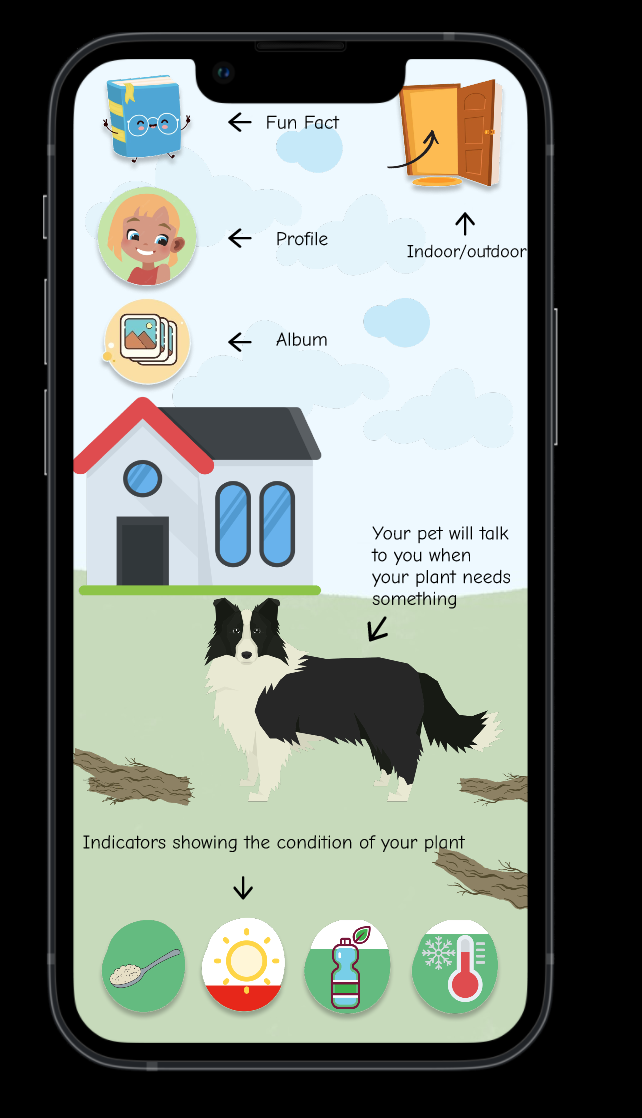 Fun Fact
Indoor/outdoor
Profile
Album
Your pet will talk
to you when
your plant needs
something
Indicators showing the condition of your plant